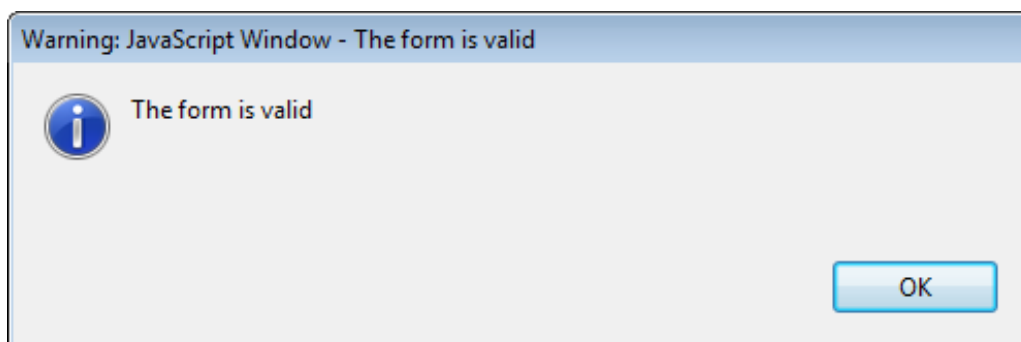 Warning: JavaScript Window - The form is valid
The form is valid
OK